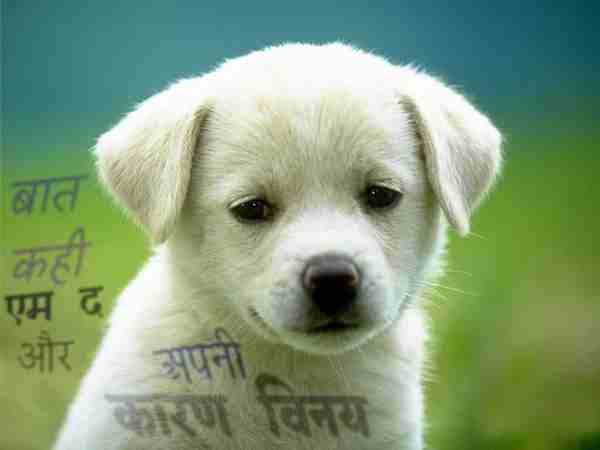 बात
कही
एम द
और
अपनी
कारण विनय